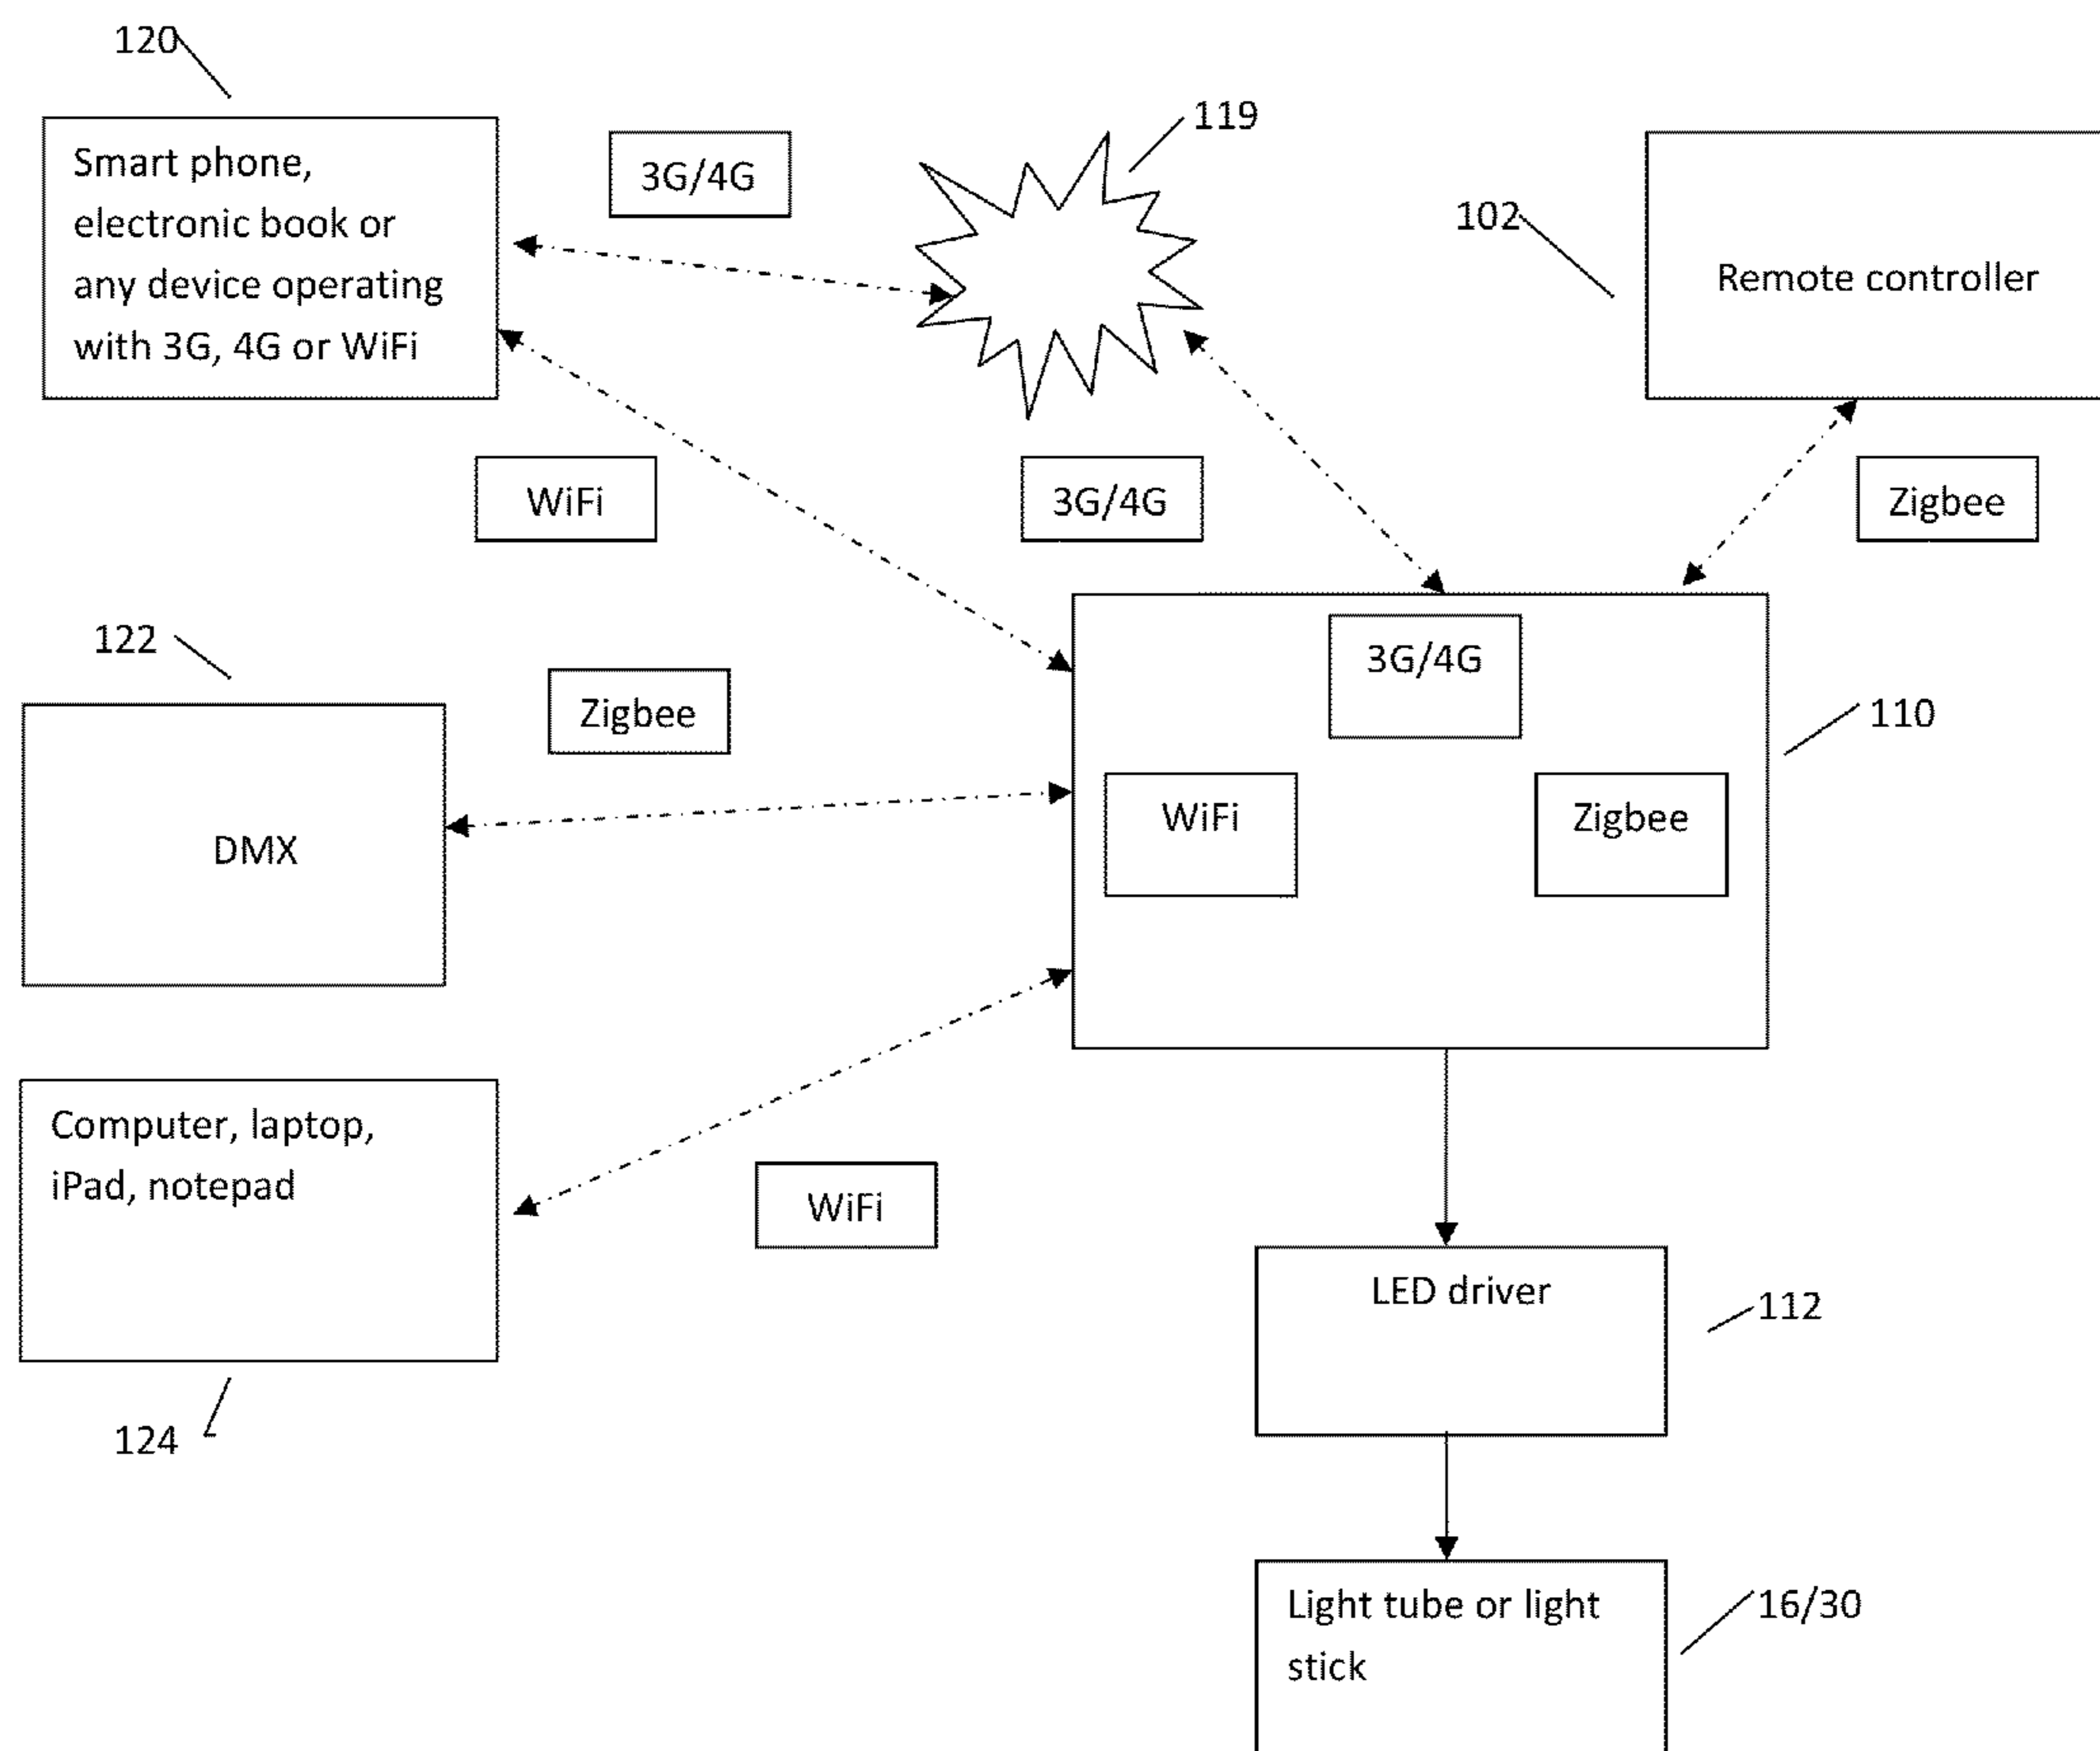 120
119
Smart phone,
electronic book or
any device operating
with 3G, 4G or WiFi
3G/4G
102
Remote controller
WiFi
3G/4G
Zigbee
122
Zigbee
3G/4G
110
DMX
WiFi
Zigbee
Computer, laptop,
iPad, notepad
WiFi
124
LED driver
112
Light tube or light
stick
16/30